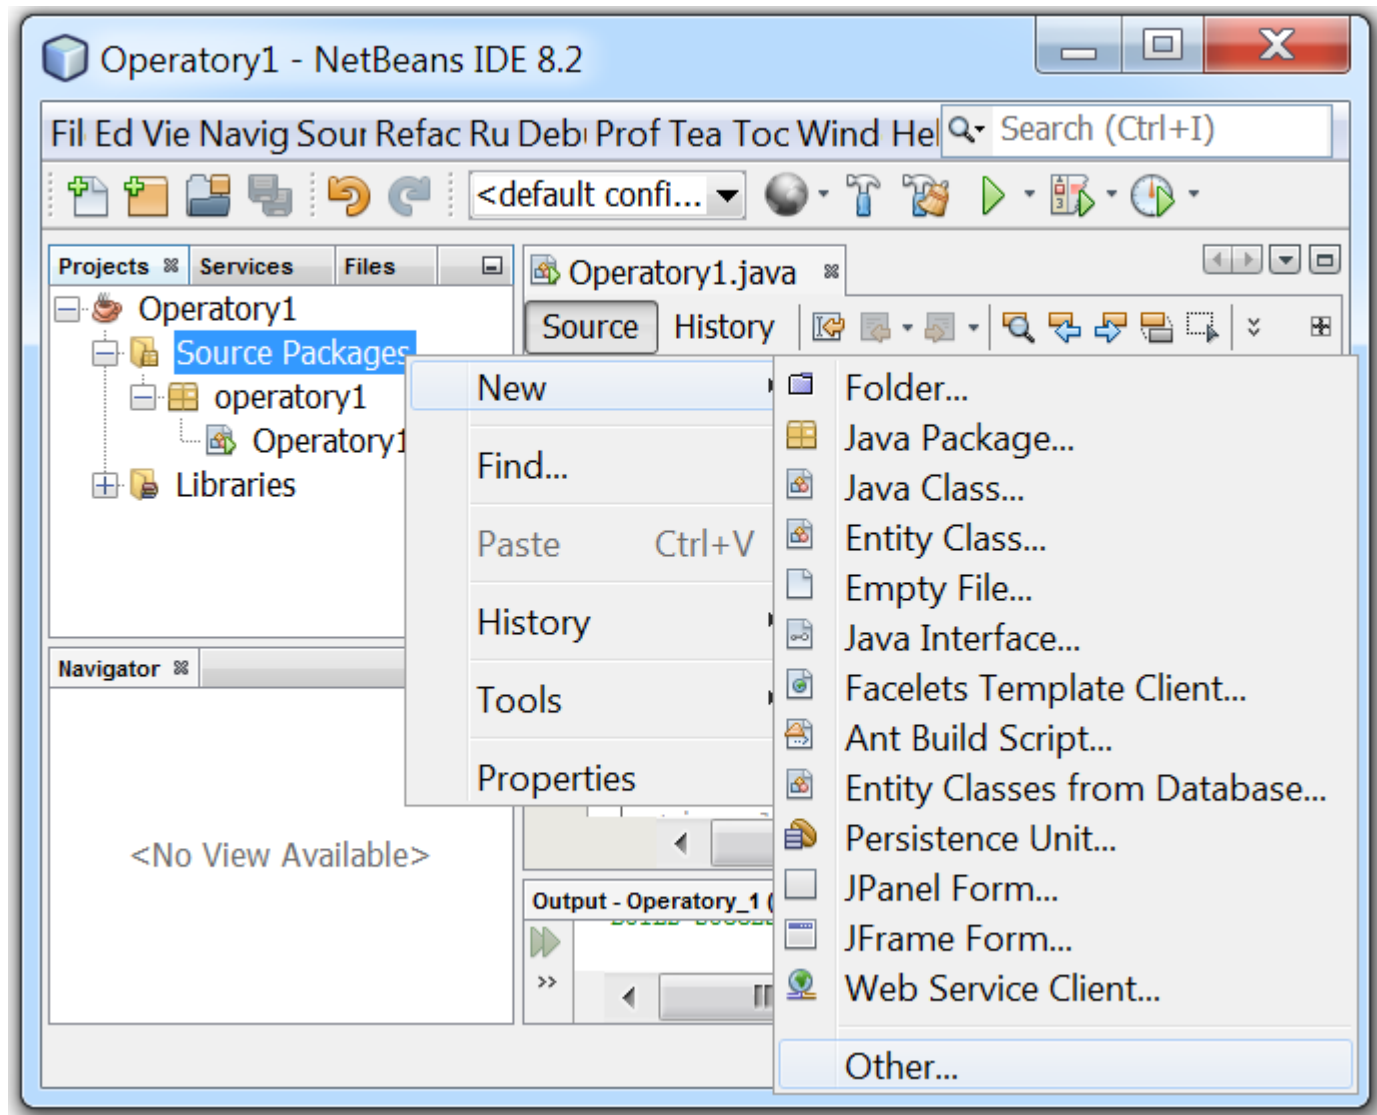 Operatory1 - NetBeans IDE 8.2
Fil Ed Vie Navig Sour Refac Ru Debu Prof Tea Too Wind Hel Search (Ctrl+I)
<default confi...
Projects Services Files
Operatory1
Source Packages
operatory1
Operatory1
Libraries
Navigator
<No View Available>
Operatory1.java
Source History
New
Find...
Paste Ctrl+V
History
Tools
Properties
Folder...
Java Package...
Java Class...
Entity Class...
Empty File...
Java Interface...
Facelets Template Client...
Ant Build Script...
Entity Classes from Database...
Persistence Unit...
JPanel Form...
JFrame Form...
Web Service Client...
Other...
Output - Operatory_1 (